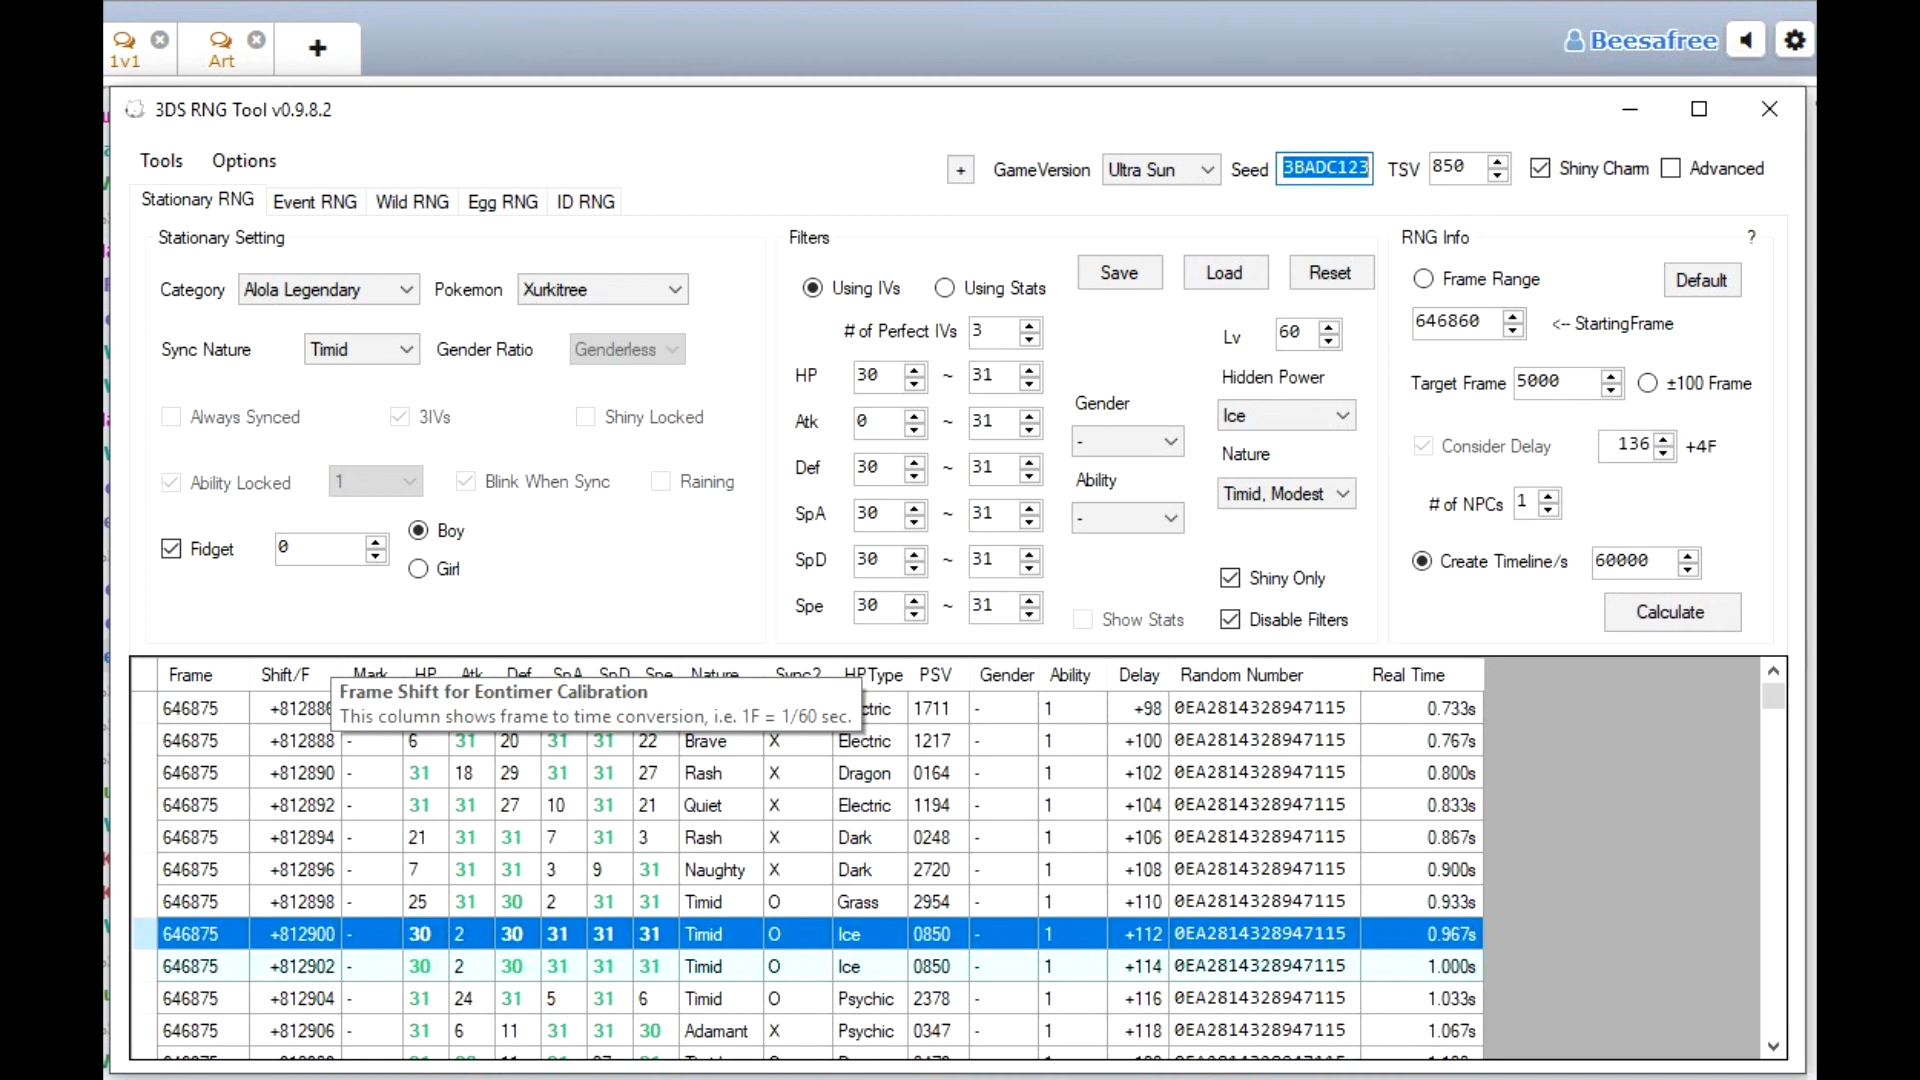 1v1
Art
+
Beesafree
3DS RNG Tool v0.9.8.2
Tools Options
+ GameVersion Ultra Sun Seed 3BADC123 TSV 850 Shiny Charm Advanced
Stationary RNG Event RNG Wild RNG Egg RNG ID RNG
Stationary Setting
Category Alola Legendary Pokemon Xurkitree
Sync Nature Timid Gender Ratio Genderless
Always Synced 3IVs Shiny Locked
Ability Locked 1 Blink When Sync Raining
Fidget 0 Boy
Girl
Filters
Using IVs Using Stats Save Load Reset
# of Perfect IVs 3 Lv 60
HP 30 ~ 31 Hidden Power
Atk 0 ~ 31 Gender Ice
- Nature
Def 30 ~ 31 Ability Timid, Modest
SpA 30 ~ 31 -
SpD 30 ~ 31 Shiny Only
Spe 30 ~ 31 Show Stats Disable Filters
RNG Info ?
Frame Range Default
646860 <-- StartingFrame
Target Frame 5000 ±100 Frame
Consider Delay 136 +4F
# of NPCs 1
Create Timeline/s 60000
Calculate
Frame Shift/F Mark HP Atk Def SpA SpD Spe Nature Sync? HPType PSV Gender Ability Delay Random Number Real Time
Frame Shift for Eontimer Calibration
This column shows frame to time conversion, i.e. 1F = 1/60 sec.
646875 +812886 ctric 1711 - 1 +98 0EA2814328947115 0.733s
646875 +812888 - 6 31 20 31 31 22 Brave X Electric 1217 - 1 +100 0EA2814328947115 0.767s
646875 +812890 - 31 18 29 31 31 27 Rash X Dragon 0164 - 1 +102 0EA2814328947115 0.800s
646875 +812892 - 31 31 27 10 31 21 Quiet X Electric 1194 - 1 +104 0EA2814328947115 0.833s
646875 +812894 - 21 31 31 7 31 3 Rash X Dark 0248 - 1 +106 0EA2814328947115 0.867s
646875 +812896 - 7 31 31 3 9 31 Naughty X Dark 2720 - 1 +108 0EA2814328947115 0.900s
646875 +812898 - 25 31 30 2 31 31 Timid O Grass 2954 - 1 +110 0EA2814328947115 0.933s
646875 +812900 - 30 2 30 31 31 31 Timid O Ice 0850 - 1 +112 0EA2814328947115 0.967s
646875 +812902 - 30 2 30 31 31 31 Timid O Ice 0850 - 1 +114 0EA2814328947115 1.000s
646875 +812904 - 31 24 31 5 31 6 Timid O Psychic 2378 - 1 +116 0EA2814328947115 1.033s
646875 +812906 - 31 6 11 31 31 30 Adamant X Psychic 0347 - 1 +118 0EA2814328947115 1.067s